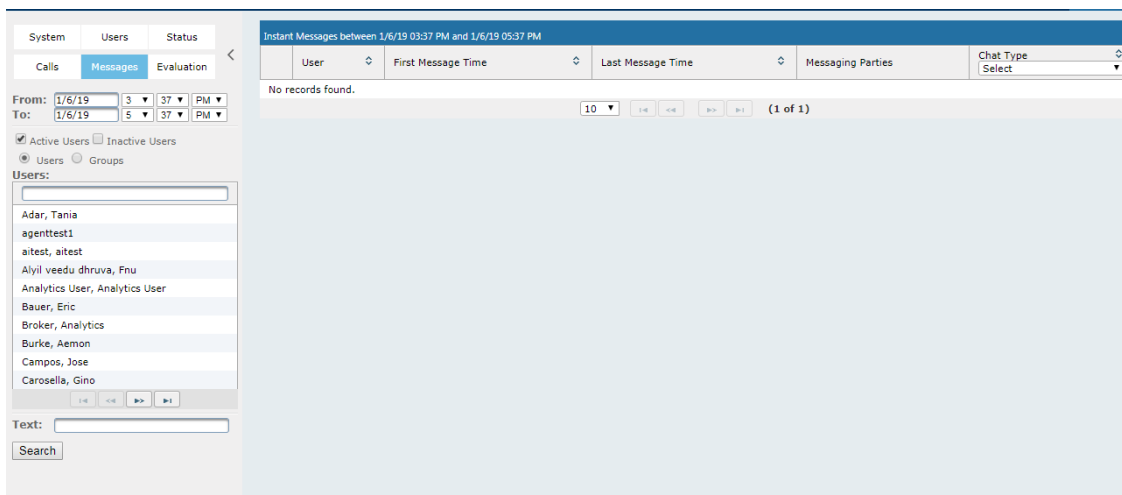 System Users Status
Calls Messages Evaluation
From: 1/6/19 3 37 PM
To: 1/6/19 5 37 PM
Active Users Inactive Users
Users Groups
Users:
Adar, Tania
agenttest1
aitest, aitest
Alyil veedu dhruva, Fnu
Analytics User, Analytics User
Bauer, Eric
Broker, Analytics
Burke, Aemon
Campos, Jose
Carosella, Gino
Text:
Search
Instant Messages between 1/6/19 03:37 PM and 1/6/19 05:37 PM
User First Message Time Last Message Time Messaging Parties Chat Type
Select
No records found.
10 (1 of 1)